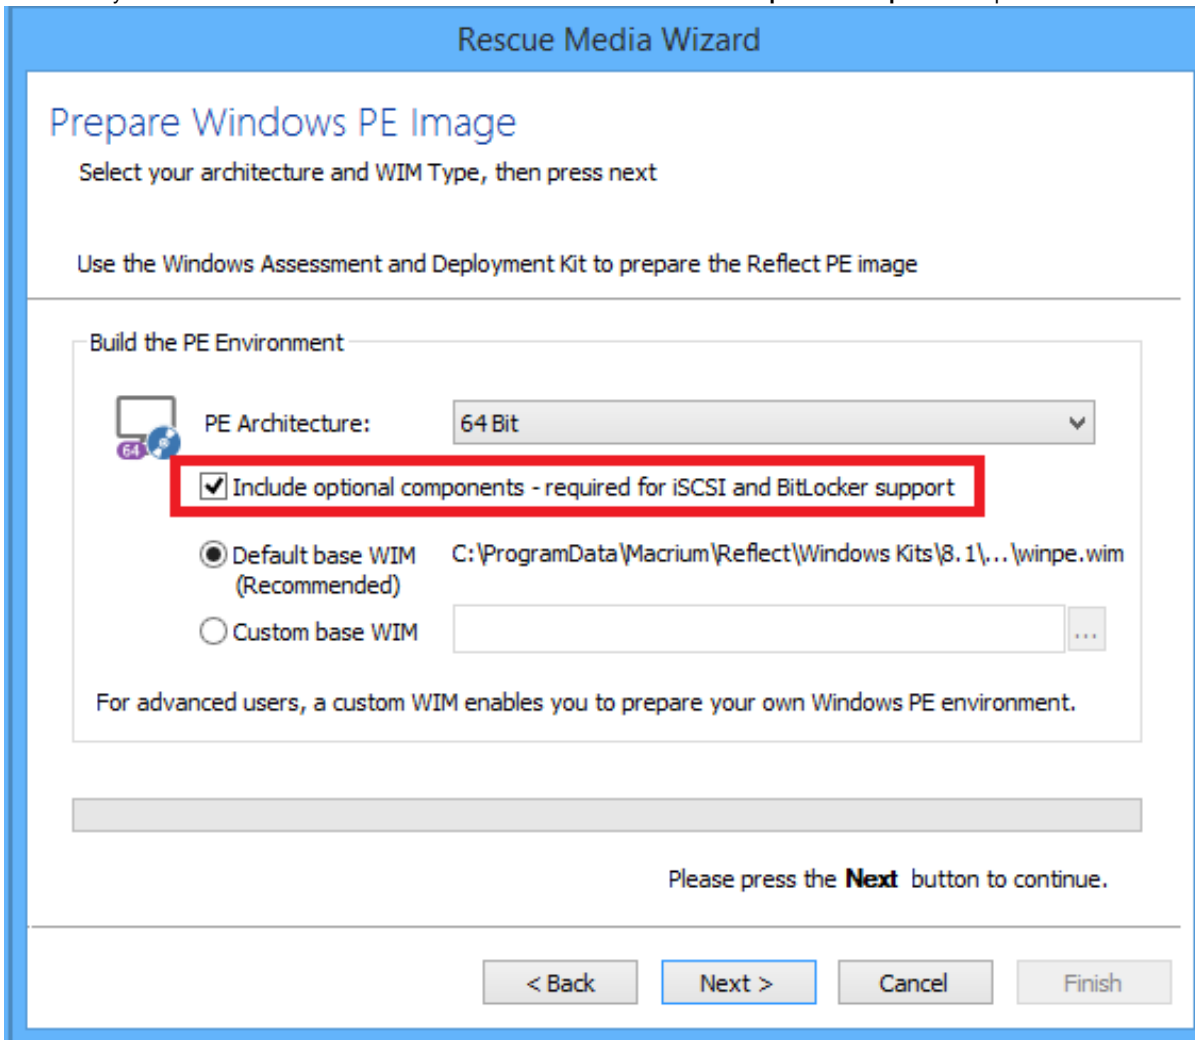 Rescue Media Wizard
Prepare Windows PE Image
Select your architecture and WIM Type, then press next
Use the Windows Assessment and Deployment Kit to prepare the Reflect PE image
Build the PE Environment
PE Architecture: 64 Bit
64
Include optional components - required for iSCSI and BitLocker support
Default base WIM C:\ProgramData\Macrium\Reflect\Windows Kits\8.1\...\winpe.wim
(Recommended)
Custom base WIM ...
For advanced users, a custom WIM enables you to prepare your own Windows PE environment.
Please press the Next button to continue.
< Back Next > Cancel Finish